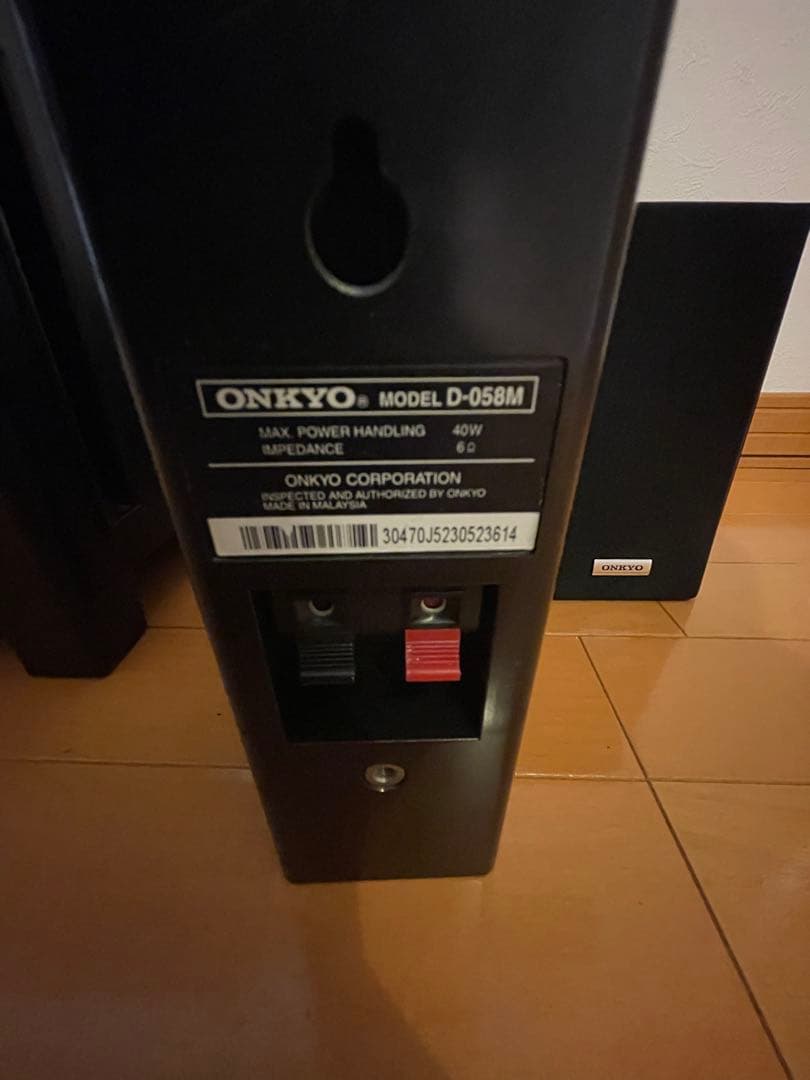 ONKYO® MODEL D-058M
MAX. POWER HANDLING 40W
IMPEDANCE 6Ω
ONKYO CORPORATION
INSPECTED AND AUTHORIZED BY ONKYO
MADE IN MALAYSIA
30470J5230523614
ONKYO